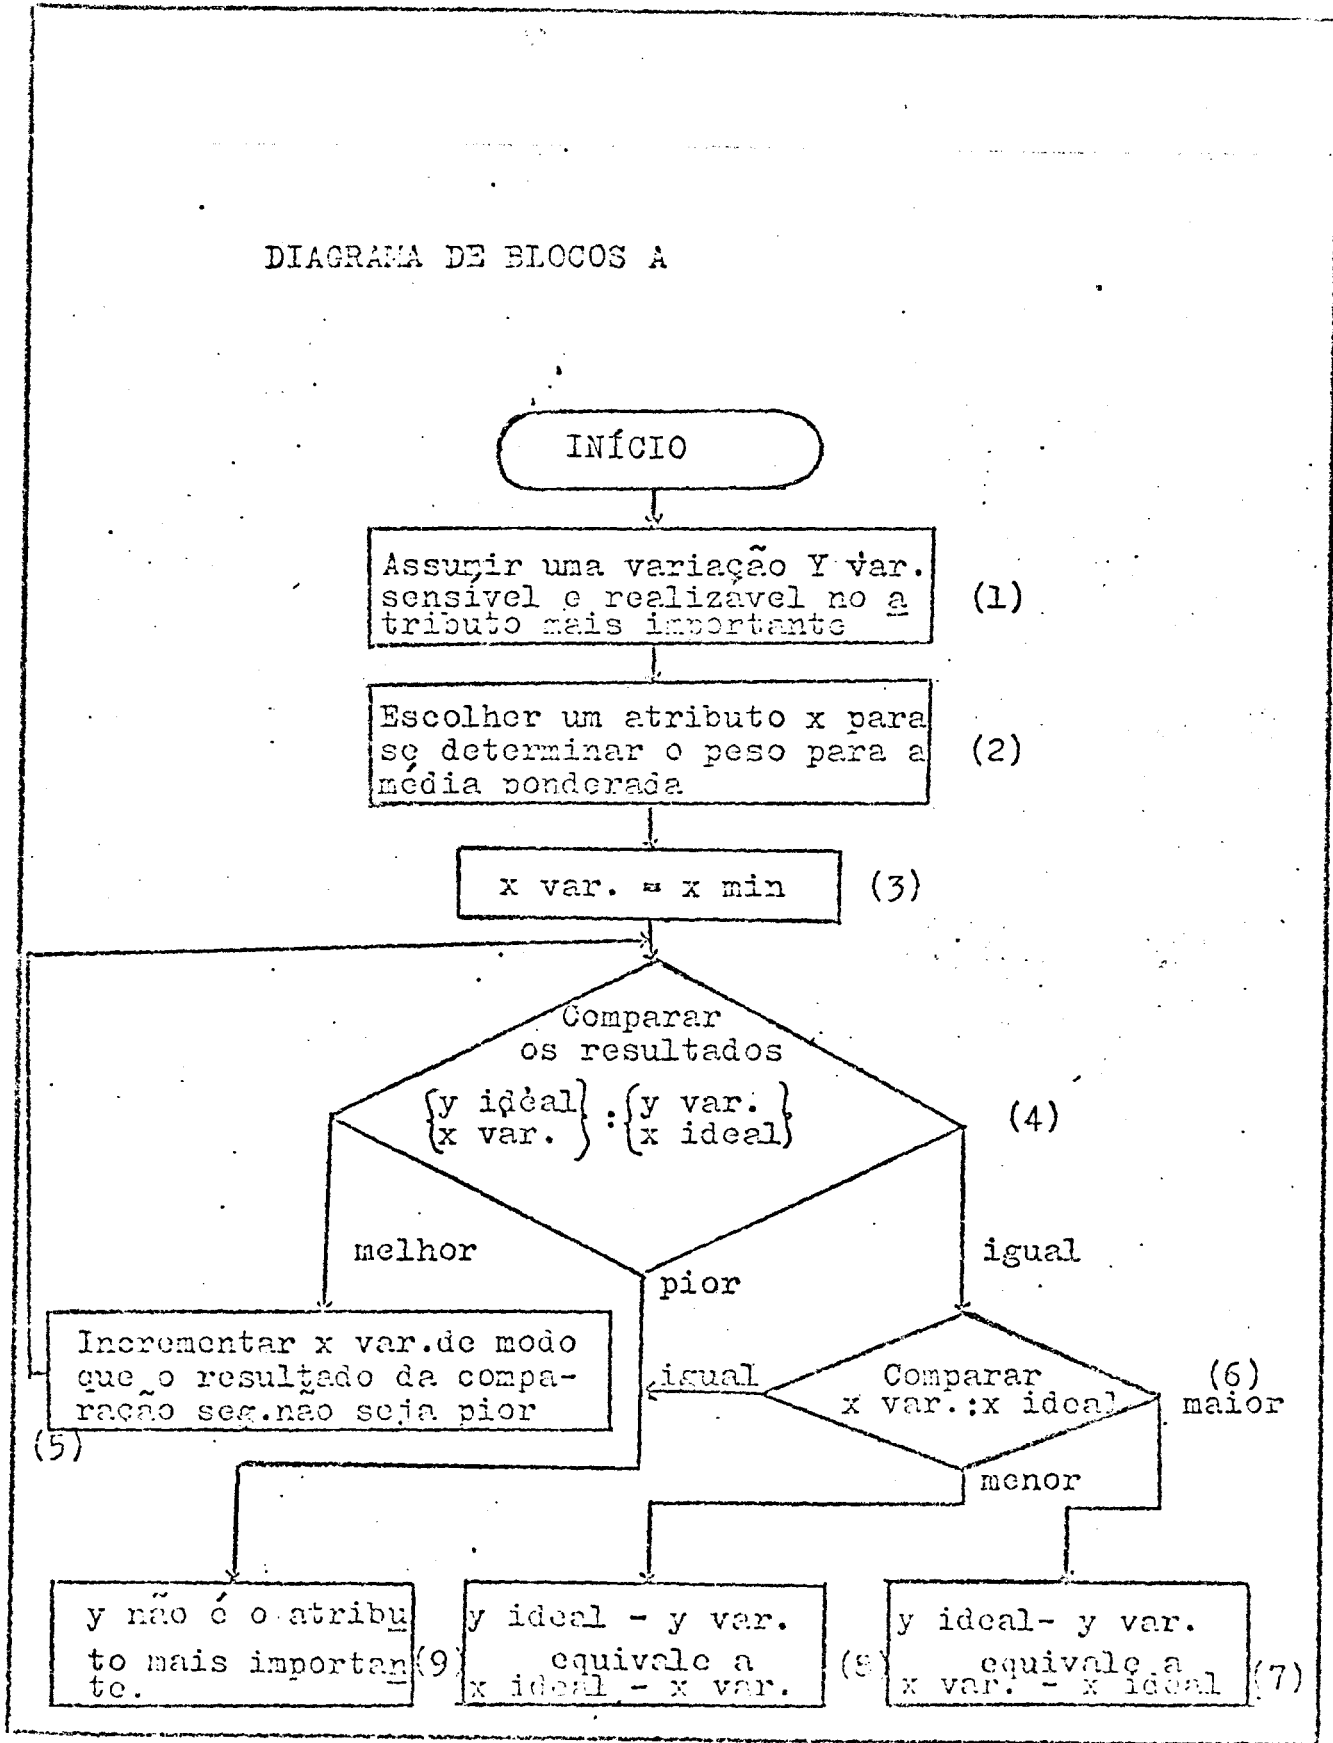 DIAGRAMA DE BLOCOS A
INÍCIO
Assumir uma variação Y var.
sensível e realizável no a
tributo mais importante
(1)
Escolher um atributo x para
se determinar o peso para a
média ponderada
(2)
x var. = x min
(3)
Comparar
os resultados
{y ideal} : {y var.}
{x var.} {x ideal}
(4)
melhor
pior
igual
Incrementar x var.de modo
que o resultado da compa-
ração seg.não seja pior
(5)
igual
Comparar
x var.:x ideal
(6)
maior
menor
y não é o atribu
to mais importan
te.
(9)
y ideal - y var.
equivale a
x ideal - x var.
(8)
y ideal- y var.
equivale a
x var. - x ideal
(7)